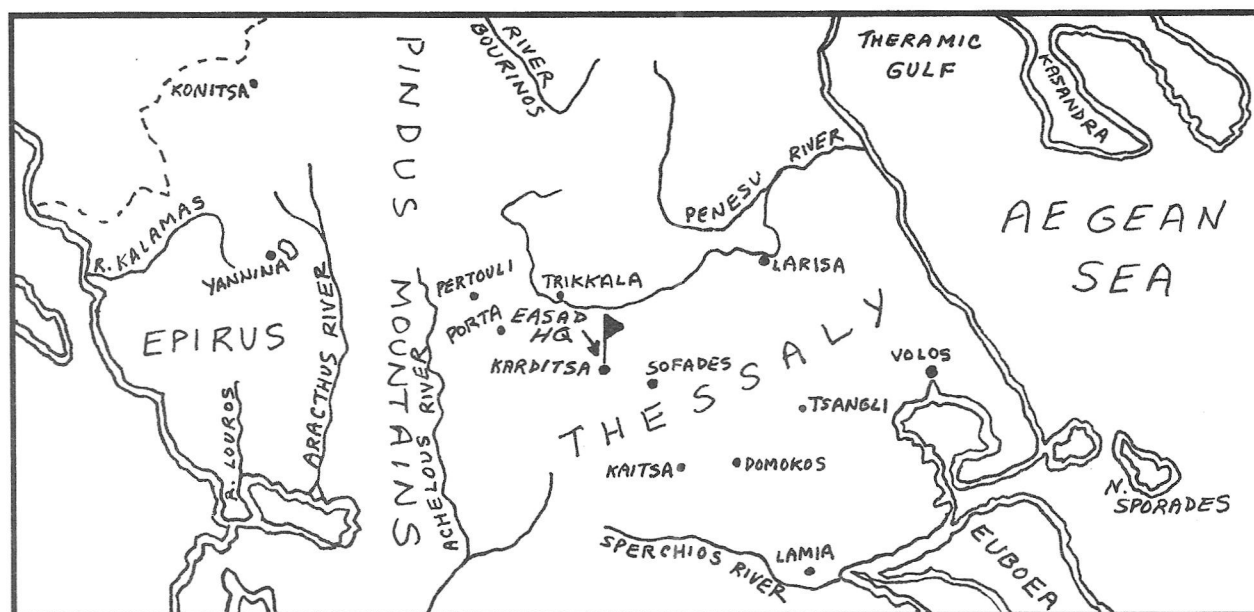 KONITSA
PINDUS MOUNTAINS
RIVER BOURINOS
THERAMIC
GULF
KASANDRA
AEGEAN
SEA
R. KALAMAS
YANNINA
EPIRUS
R. LOUROS
ARACTHUS RIVER
ACHELOUS RIVER
PERTOULI
PORTA
TRIKKALA
EASAD
HQ
KARDITSA
PENESU RIVER
LARISA
SOFADES
THESSALY
VOLOS
TSANGLI
KAITSA
DOMOKOS
SPERCHIOS RIVER
LAMIA
EUBOEA
N.
SPORADES